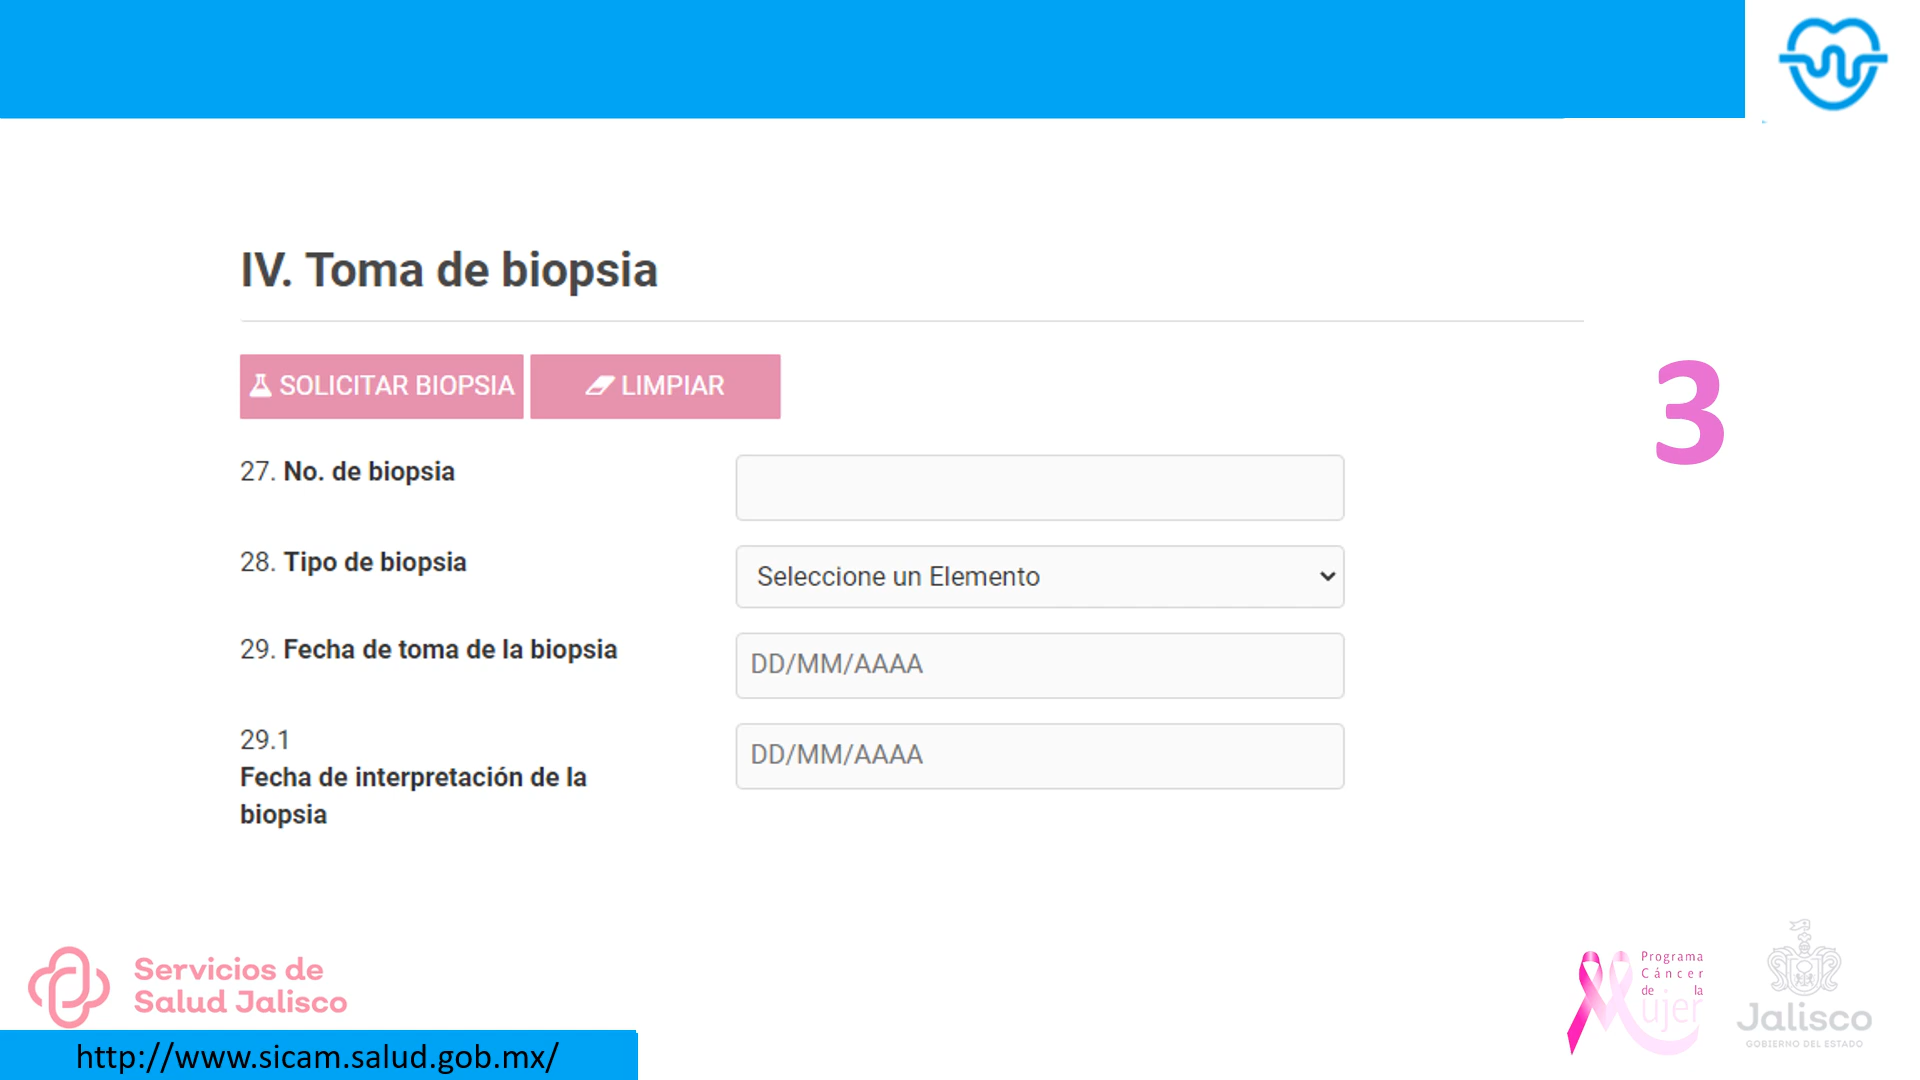 IV. Toma de biopsia
SOLICITAR BIOPSIA
LIMPIAR
3
27. No. de biopsia
28. Tipo de biopsia
Seleccione un Elemento
29. Fecha de toma de la biopsia
DD/MM/AAAA
29.1
DD/MM/AAAA
Fecha de interpretación de la
biopsia
Servicios de
Salud Jalisco
Programa
Cáncer
de la
Mujer
Jalisco
GOBIERNO DEL ESTADO
http://www.sicam.salud.gob.mx/